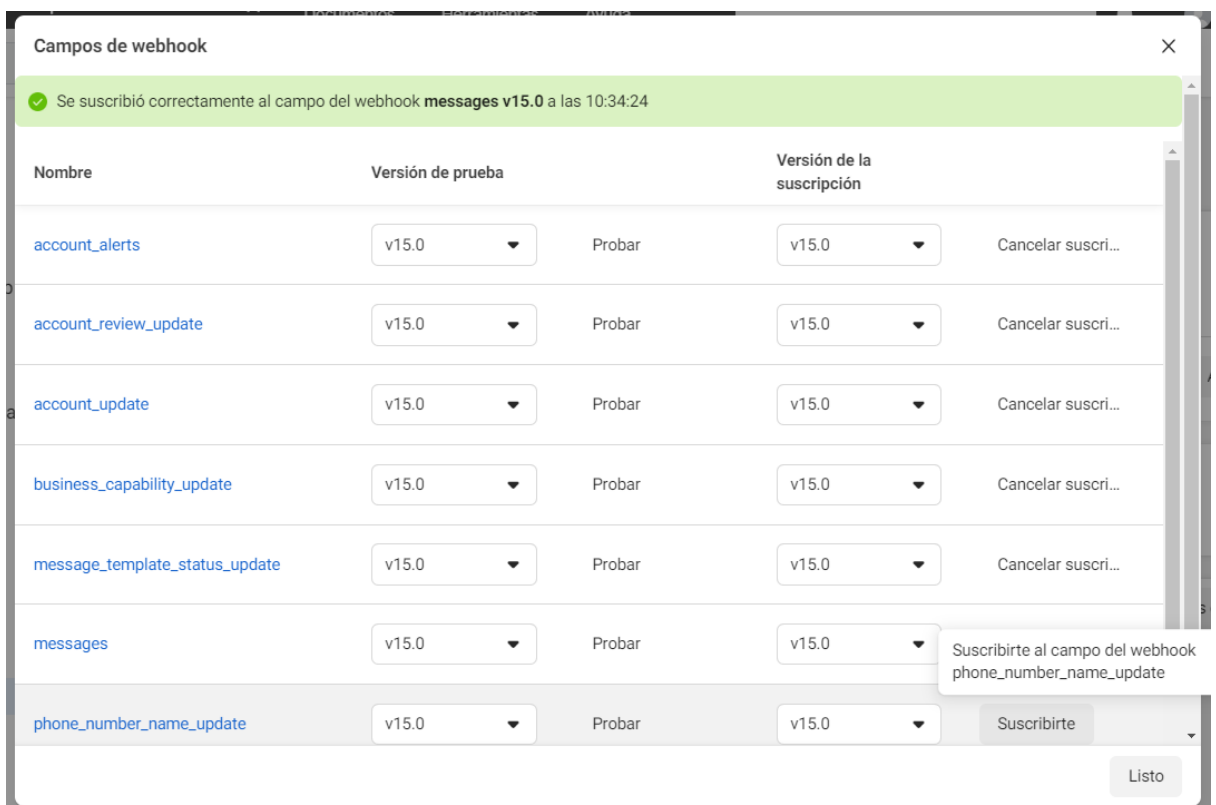 Documentos Herramientas Ayuda
Campos de webhook
Se suscribió correctamente al campo del webhook messages v15.0 a las 10:34:24
Nombre Versión de prueba Versión de la
suscripción
account_alerts v15.0 Probar v15.0 Cancelar suscri...
account_review_update v15.0 Probar v15.0 Cancelar suscri...
account_update v15.0 Probar v15.0 Cancelar suscri...
business_capability_update v15.0 Probar v15.0 Cancelar suscri...
message_template_status_update v15.0 Probar v15.0 Cancelar suscri...
messages v15.0 Probar v15.0
Suscribirte al campo del webhook
phone_number_name_update
phone_number_name_update v15.0 Probar v15.0 Suscribirte
Listo